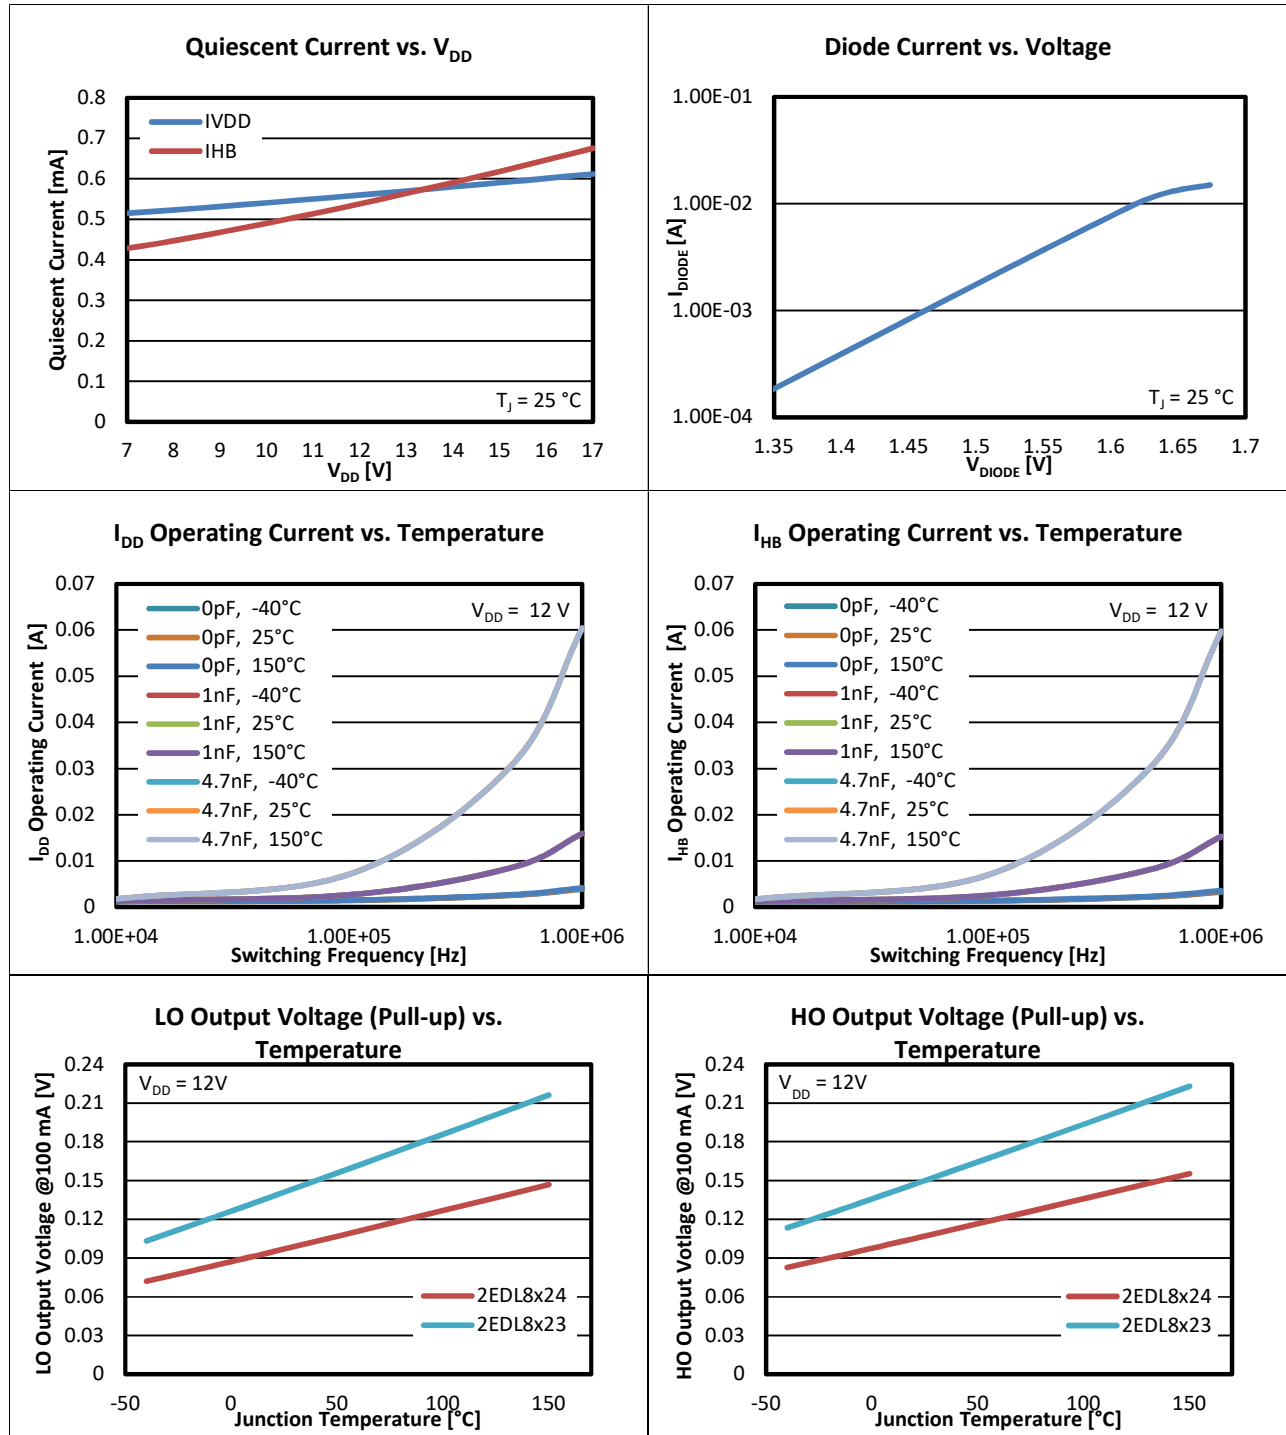 Quiescent Current vs. VDD
Quiescent Current [mA]
0.8
0.7
0.6
0.5
0.4
0.3
0.2
0.1
0
IVDD
IHB
TJ = 25 °C
7 8 9 10 11 12 13 14 15 16 17
VDD [V]
Diode Current vs. Voltage
IDIODE [A]
1.00E-01
1.00E-02
1.00E-03
1.00E-04
TJ = 25 °C
1.35 1.4 1.45 1.5 1.55 1.6 1.65 1.7
VDIODE [V]
IDD Operating Current vs. Temperature
IDD Operating Current [A]
0.07
0.06
0.05
0.04
0.03
0.02
0.01
0
0pF, -40°C
0pF, 25°C
0pF, 150°C
1nF, -40°C
1nF, 25°C
1nF, 150°C
4.7nF, -40°C
4.7nF, 25°C
4.7nF, 150°C
VDD = 12 V
1.00E+04 1.00E+05 1.00E+06
Switching Frequency [Hz]
IHB Operating Current vs. Temperature
IHB Operating Current [A]
0.07
0.06
0.05
0.04
0.03
0.02
0.01
0
0pF, -40°C
0pF, 25°C
0pF, 150°C
1nF, -40°C
1nF, 25°C
1nF, 150°C
4.7nF, -40°C
4.7nF, 25°C
4.7nF, 150°C
VDD = 12 V
1.00E+04 1.00E+05 1.00E+06
Switching Frequency [Hz]
LO Output Voltage (Pull-up) vs.
Temperature
LO Output Votlage @100 mA [V]
0.24
0.21
0.18
0.15
0.12
0.09
0.06
0.03
0
VDD = 12V
2EDL8x24
2EDL8x23
-50 0 50 100 150
Junction Temperature [°C]
HO Output Voltage (Pull-up) vs.
Temperature
HO Output Votlage @100 mA [V]
0.24
0.21
0.18
0.15
0.12
0.09
0.06
0.03
0
VDD = 12V
2EDL8x24
2EDL8x23
-50 0 50 100 150
Junction Temperature [°C]